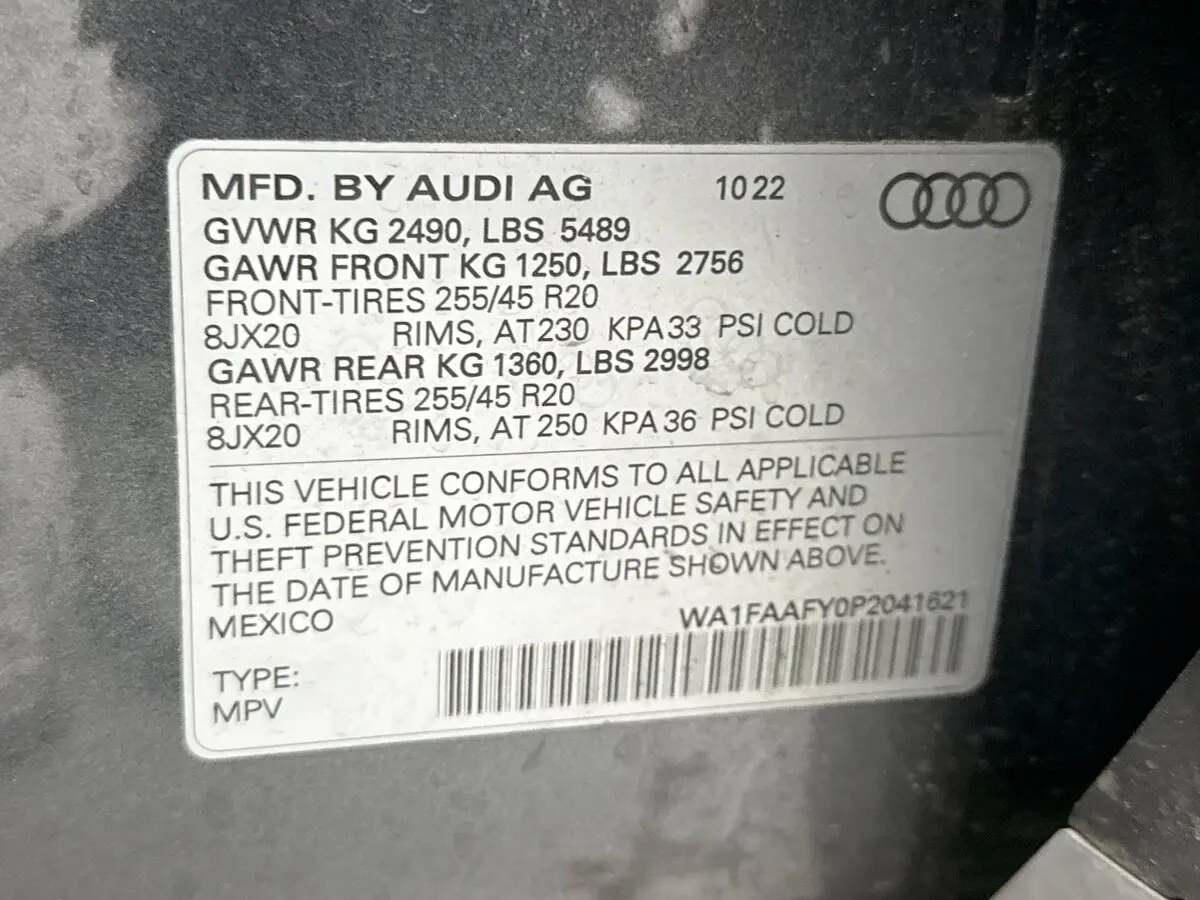 MFD. BY AUDI AG 10 22
GVWR KG 2490, LBS 5489
GAWR FRONT KG 1250, LBS 2756
FRONT-TIRES 255/45 R20
8JX20 RIMS, AT 230 KPA 33 PSI COLD
GAWR REAR KG 1360, LBS 2998
REAR-TIRES 255/45 R20
8JX20 RIMS, AT 250 KPA 36 PSI COLD
THIS VEHICLE CONFORMS TO ALL APPLICABLE
U.S. FEDERAL MOTOR VEHICLE SAFETY AND
THEFT PREVENTION STANDARDS IN EFFECT ON
THE DATE OF MANUFACTURE SHOWN ABOVE.
MEXICO WA1FAAFY0P2041621
TYPE:
MPV